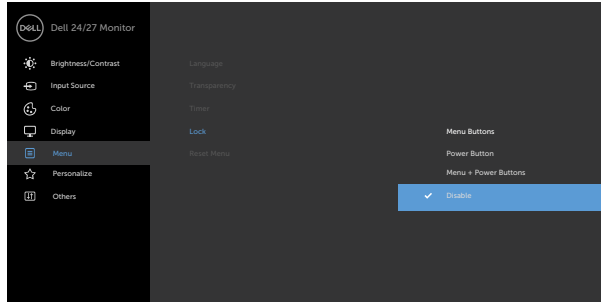 DELL Dell 24/27 Monitor
Brightness/Contrast
Input Source
Color
Display
Menu
Personalize
Others
Language
Transparency
Timer
Lock
Reset Menu
Menu Buttons
Power Button
Menu + Power Buttons
Disable